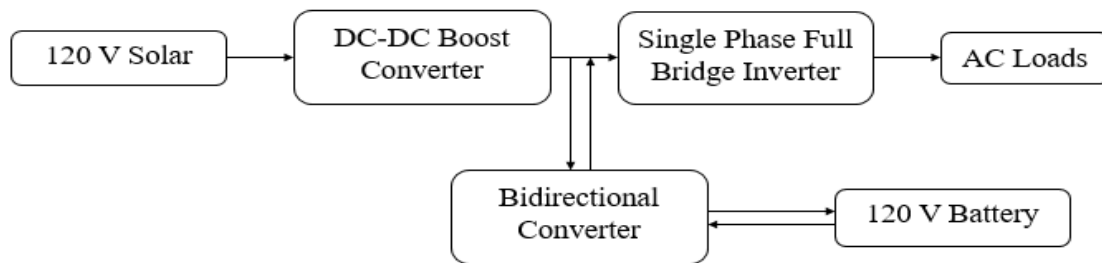 120 V Solar
DC-DC Boost
Converter
Single Phase Full
Bridge Inverter
AC Loads
Bidirectional
Converter
120 V Battery